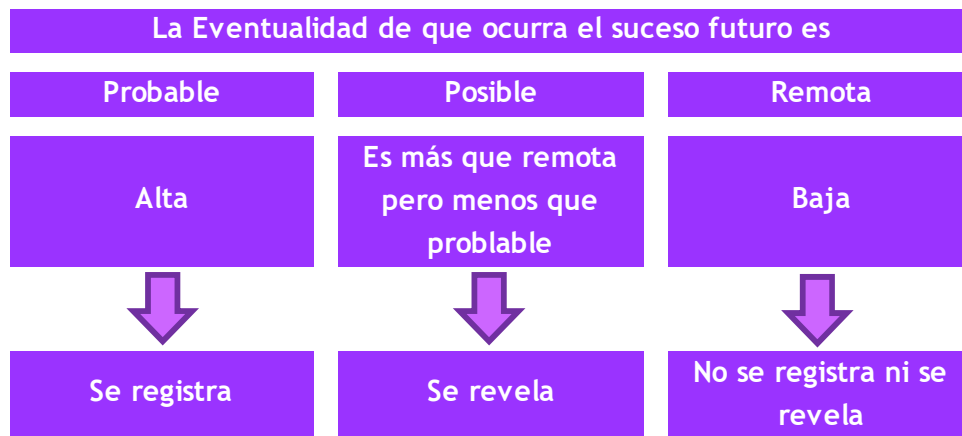 La Eventualidad de que ocurra el suceso futuro es
Probable
Posible
Remota
Alta
Es más que remota
pero menos que
problable
Baja
Se registra
Se revela
No se registra ni se
revela